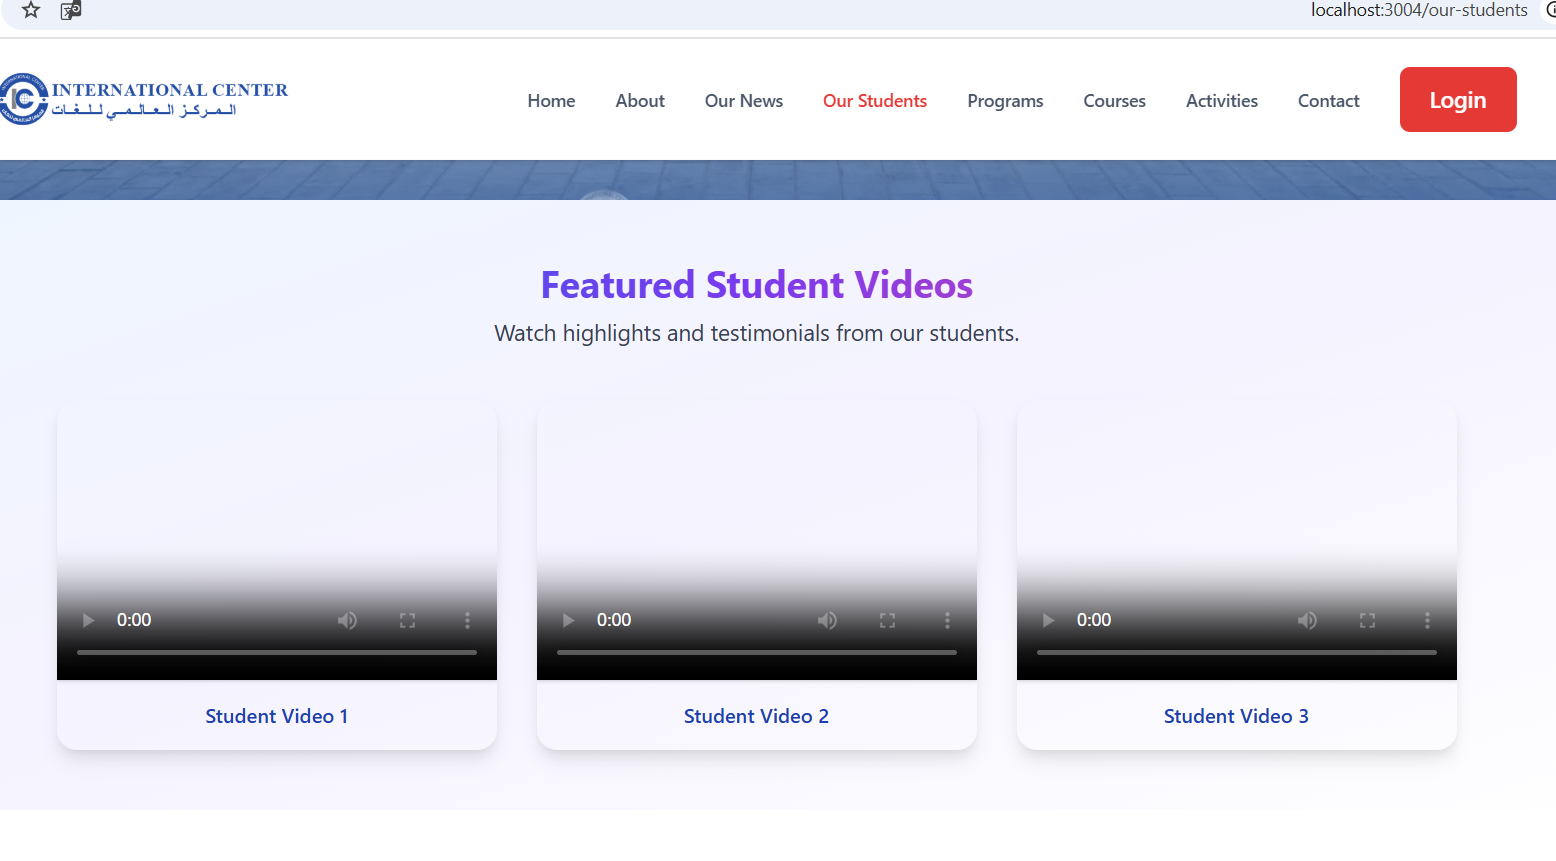 localhost:3004/our-students
INTERNATIONAL CENTER
المركز العالمي للغات
Home About Our News Our Students Programs Courses Activities Contact Login
Featured Student Videos
Watch highlights and testimonials from our students.
0:00 0:00 0:00
Student Video 1 Student Video 2 Student Video 3